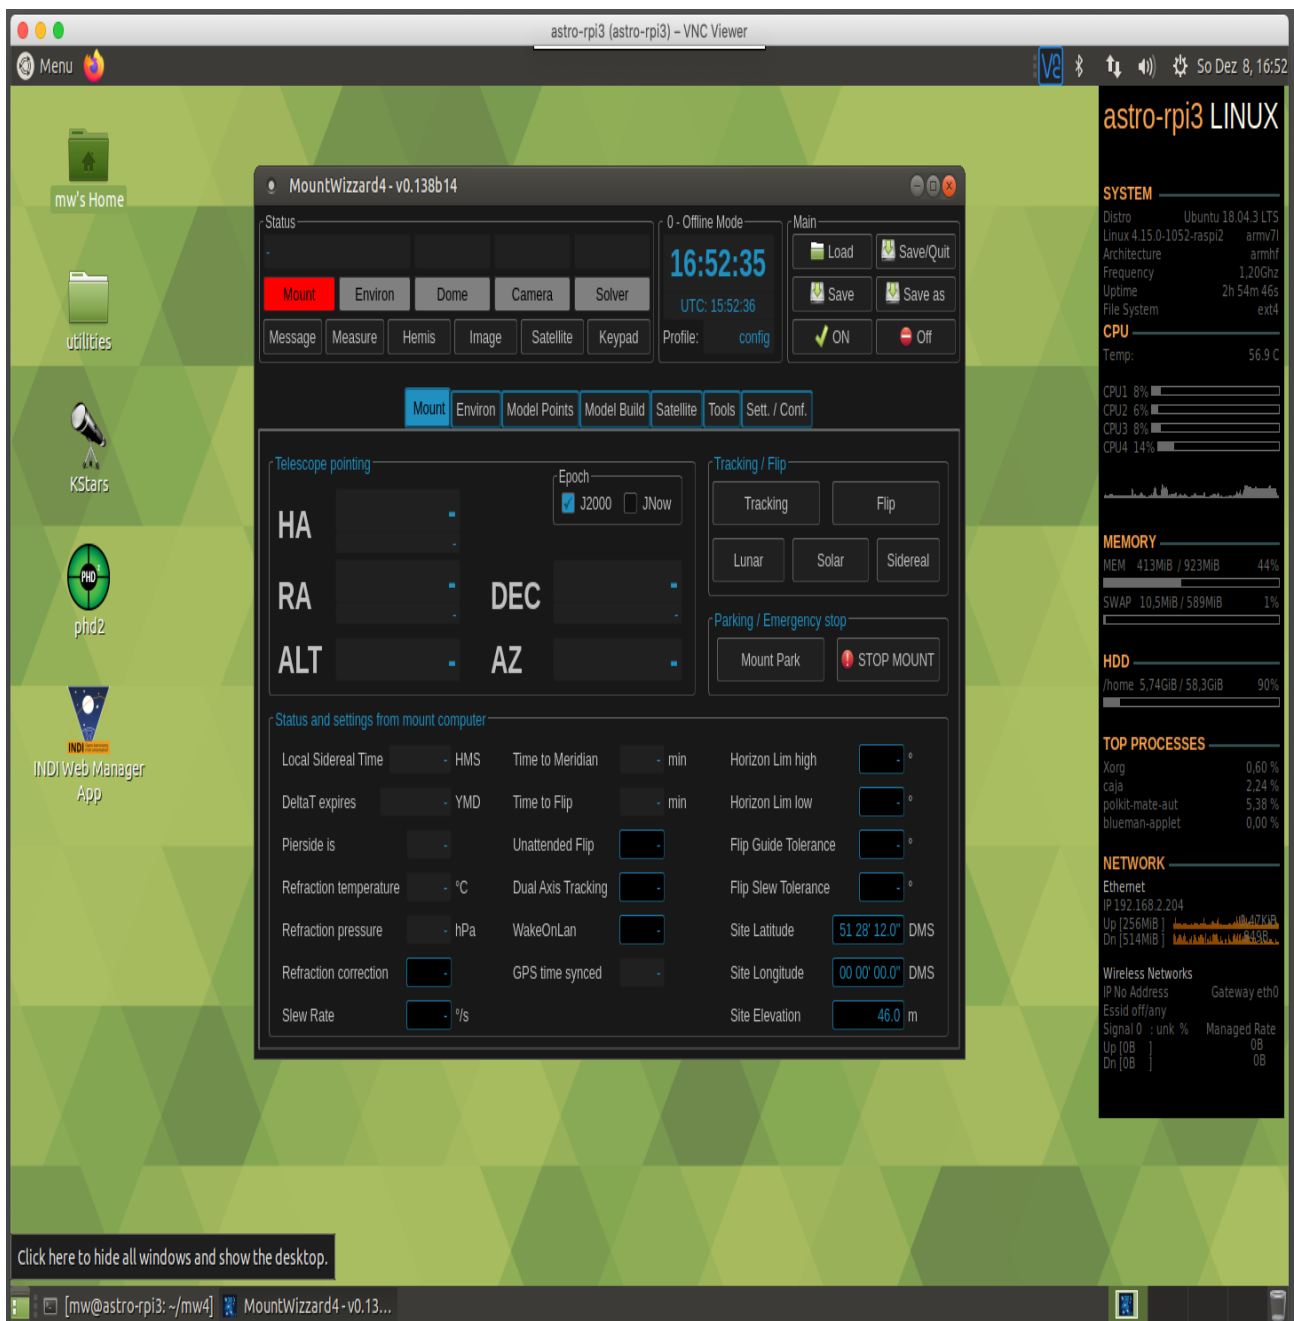 astro-rpi3 (astro-rpi3) – VNC Viewer
Menu
So Dez 8, 16:52
mw's Home
utilities
KStars
PHD2
phd2
INDI
INDI Web Manager
App
MountWizzard4 - v0.138b14
Status
0 - Offline Mode
Main
-
16:52:35
Load
Save/Quit
Mount
Environ
Dome
Camera
Solver
UTC: 15:52:36
Save
Save as
Message
Measure
Hemis
Image
Satellite
Keypad
Profile:
config
ON
Off
Mount
Environ
Model Points
Model Build
Satellite
Tools
Sett. / Conf.
Telescope pointing
Epoch
J2000
JNow
HA
-
-
RA
-
-
DEC
-
-
ALT
-
AZ
-
Tracking / Flip
Tracking
Flip
Lunar
Solar
Sidereal
Parking / Emergency stop
Mount Park
STOP MOUNT
Status and settings from mount computer
Local Sidereal Time - HMS
Time to Meridian - min
Horizon Lim high - °
DeltaT expires - YMD
Time to Flip - min
Horizon Lim low - °
Pierside is -
Unattended Flip -
Flip Guide Tolerance - °
Refraction temperature - °C
Dual Axis Tracking -
Flip Slew Tolerance - °
Refraction pressure - hPa
WakeOnLan -
Site Latitude 51 28' 12.0" DMS
Refraction correction -
GPS time synced -
Site Longitude 00 00' 00.0" DMS
Slew Rate - °/s
Site Elevation 46.0 m
astro-rpi3 LINUX
SYSTEM
Distro Ubuntu 18.04.3 LTS
Linux 4.15.0-1052-raspi2 armv7l
Architecture armhf
Frequency 1,20Ghz
Uptime 2h 54m 46s
File System ext4
CPU
Temp: 56.9 C
CPU1 8%
CPU2 6%
CPU3 8%
CPU4 14%
MEMORY
MEM 413MiB / 923MiB 44%
SWAP 10,5MiB / 589MiB 1%
HDD
/home 5,74GiB / 58,3GiB 90%
TOP PROCESSES
Xorg 0,60 %
caja 2,24 %
polkit-mate-aut 5,38 %
blueman-applet 0,00 %
NETWORK
Ethernet
IP 192.168.2.204
Up [256MiB ]
Dn [514MiB ] 849B
Wireless Networks
IP No Address Gateway eth0
Essid off/any
Signal 0 : unk % Managed Rate
Up [0B ] 0B
Dn [0B ] 0B
Click here to hide all windows and show the desktop.
[mw@astro-rpi3: ~/mw4]
MountWizzard4 - v0.13...